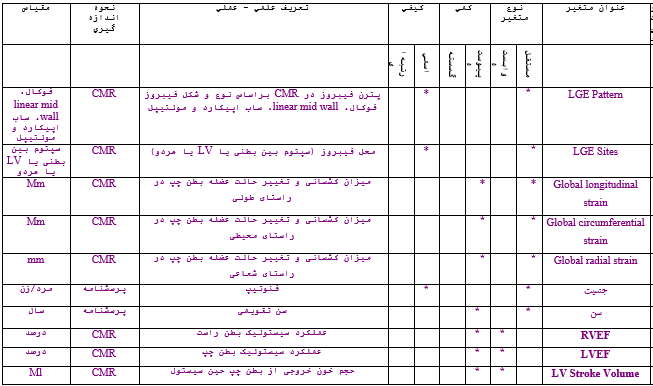 عنوان متغیر
نوع متغیر
کمی
کیفی
تعریف علمی - عملی
نحوه اندازه گیری
مقیاس
مستقل
وابسته
پیوسته
گسسته
اسمی
رتبه ای
LGE Pattern
*
*
پترن فیبروز در CMR براساس نوع و شکل فیبروز
فوکال، linear mid wall، ساب اپیکارد و مولتیپل
CMR
فوکال،
linear mid
wall، ساب
اپیکارد و
مولتیپل
LGE Sites
*
*
محل فیبروز (سپتوم بین بطنی یا LV یا هردو)
CMR
سپتوم بین
بطنی یا LV
یا هردو
Global longitudinal
strain
*
*
میزان کشسانی و تغییر حالت عضله بطن چپ در
راستای طولی
CMR
Mm
Global circumferential
strain
*
*
میزان کشسانی و تغییر حالت عضله بطن چپ در
راستای محیطی
CMR
Mm
Global radial strain
*
*
میزان کشسانی و تغییر حالت عضله بطن چپ در
راستای شعاعی
CMR
mm
جنسیت
*
*
فنوتیپ
پرسشنامه
مرد/زن
سن
*
*
سن تقویمی
پرسشنامه
سال
RVEF
*
*
عملکرد سیستولیک بطن راست
CMR
درصد
LVEF
*
*
عملکرد سیستولیک بطن چپ
CMR
درصد
LV Stroke Volume
*
*
حجم خون خروجی از بطن چپ حین سیستول
CMR
Ml